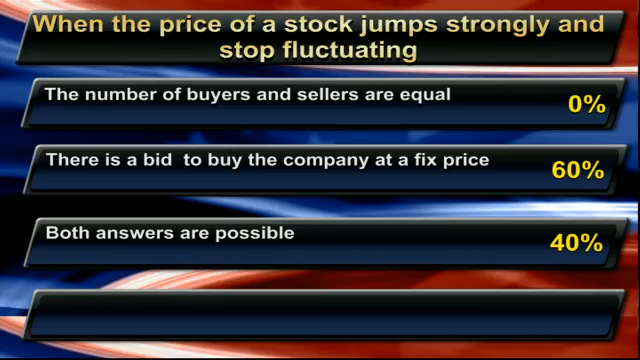 When the price of a stock jumps strongly and
stop fluctuating
The number of buyers and sellers are equal
0%
There is a bid to buy the company at a fix price
60%
Both answers are possible
40%